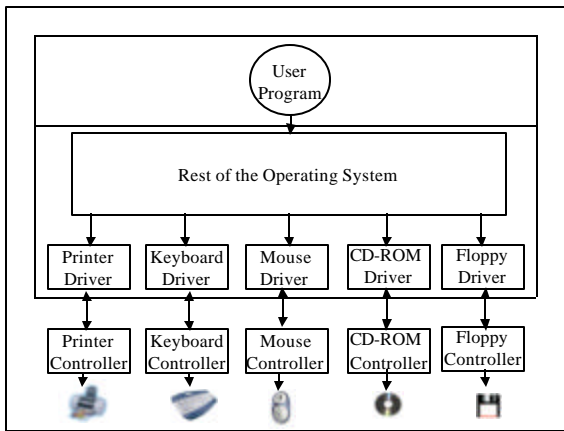 User
Program
Rest of the Operating System
Printer
Driver
Keyboard
Driver
Mouse
Driver
CD-ROM
Driver
Floppy
Driver
Printer
Controller
Keyboard
Controller
Mouse
Controller
CD-ROM
Controller
Floppy
Controller